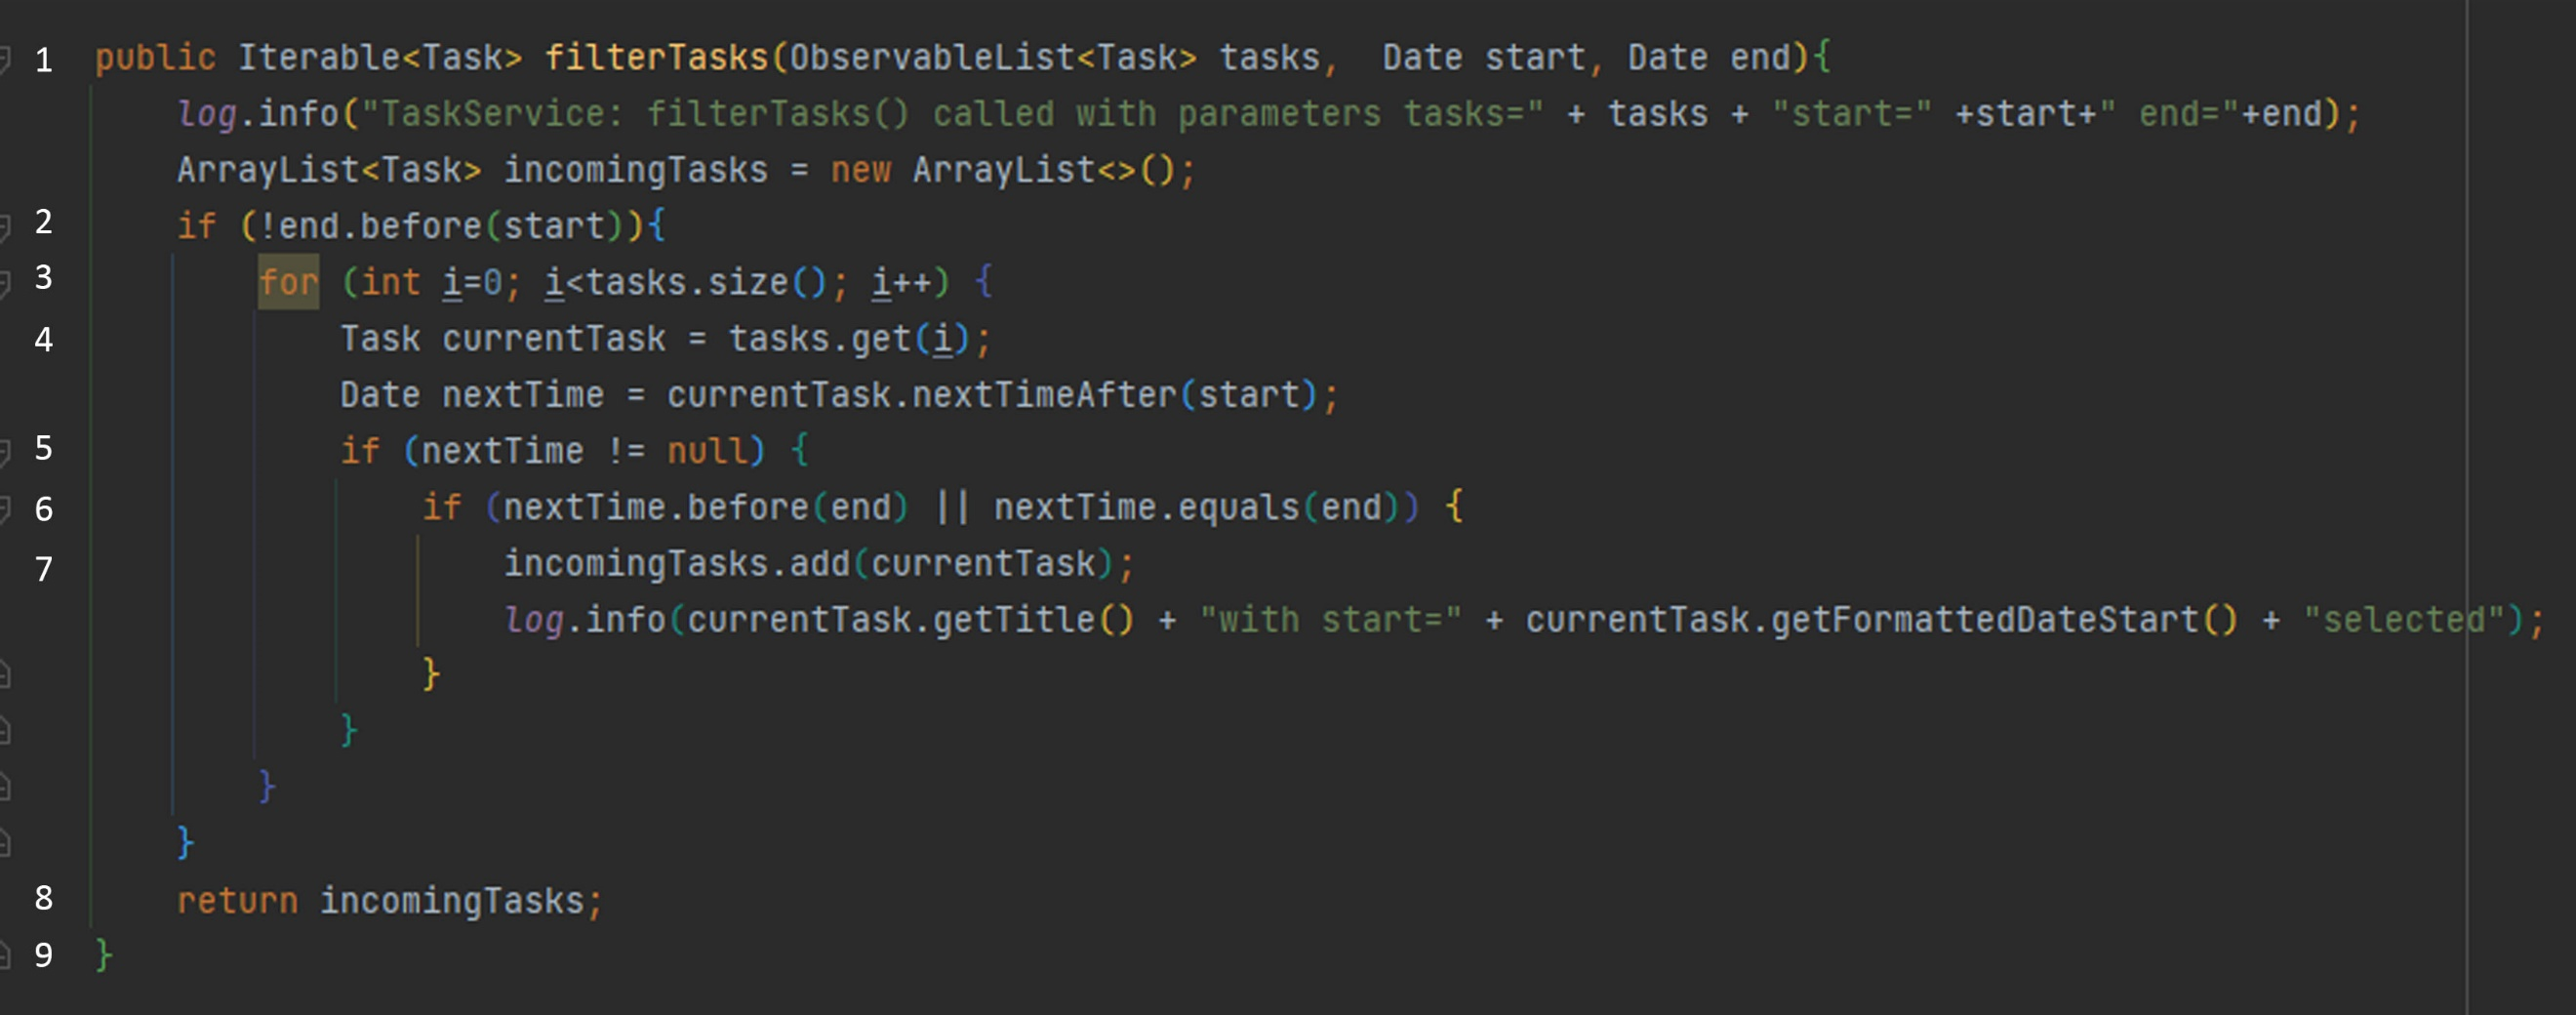 1 public Iterable<Task> filterTasks(ObservableList<Task> tasks,  Date start, Date end){
log.info("TaskService: filterTasks() called with parameters tasks=" + tasks + "start=" +start+" end="+end);
ArrayList<Task> incomingTasks = new ArrayList<>();
2 if (!end.before(start)){
3 for (int i=0; i<tasks.size(); i++) {
4 Task currentTask = tasks.get(i);
Date nextTime = currentTask.nextTimeAfter(start);
5 if (nextTime != null) {
6 if (nextTime.before(end) || nextTime.equals(end)) {
7 incomingTasks.add(currentTask);
log.info(currentTask.getTitle() + "with start=" + currentTask.getFormattedDateStart() + "selected");
}
}
}
}
8 return incomingTasks;
9 }